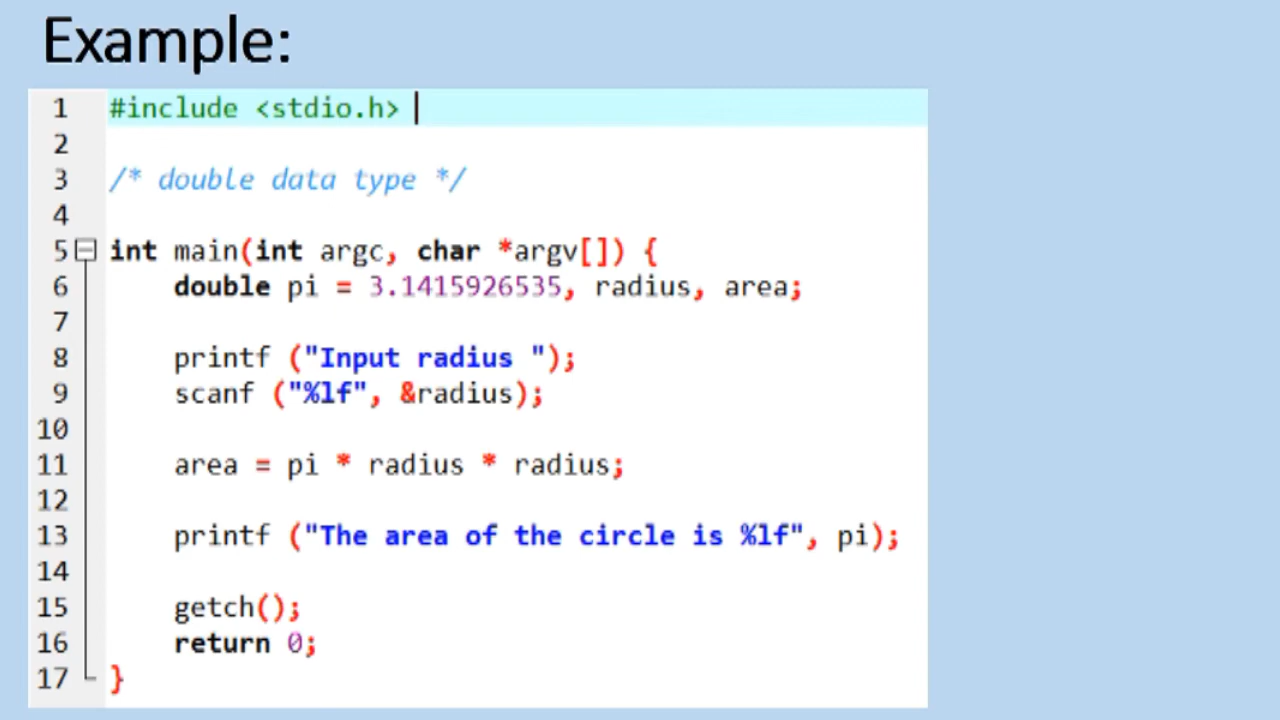 Example:
1 #include <stdio.h>
2
3 /* double data type */
4
5 int main(int argc, char *argv[]) {
6 double pi = 3.1415926535, radius, area;
7
8 printf ("Input radius ");
9 scanf ("%lf", &radius);
10
11 area = pi * radius * radius;
12
13 printf ("The area of the circle is %lf", pi);
14
15 getch();
16 return 0;
17 }